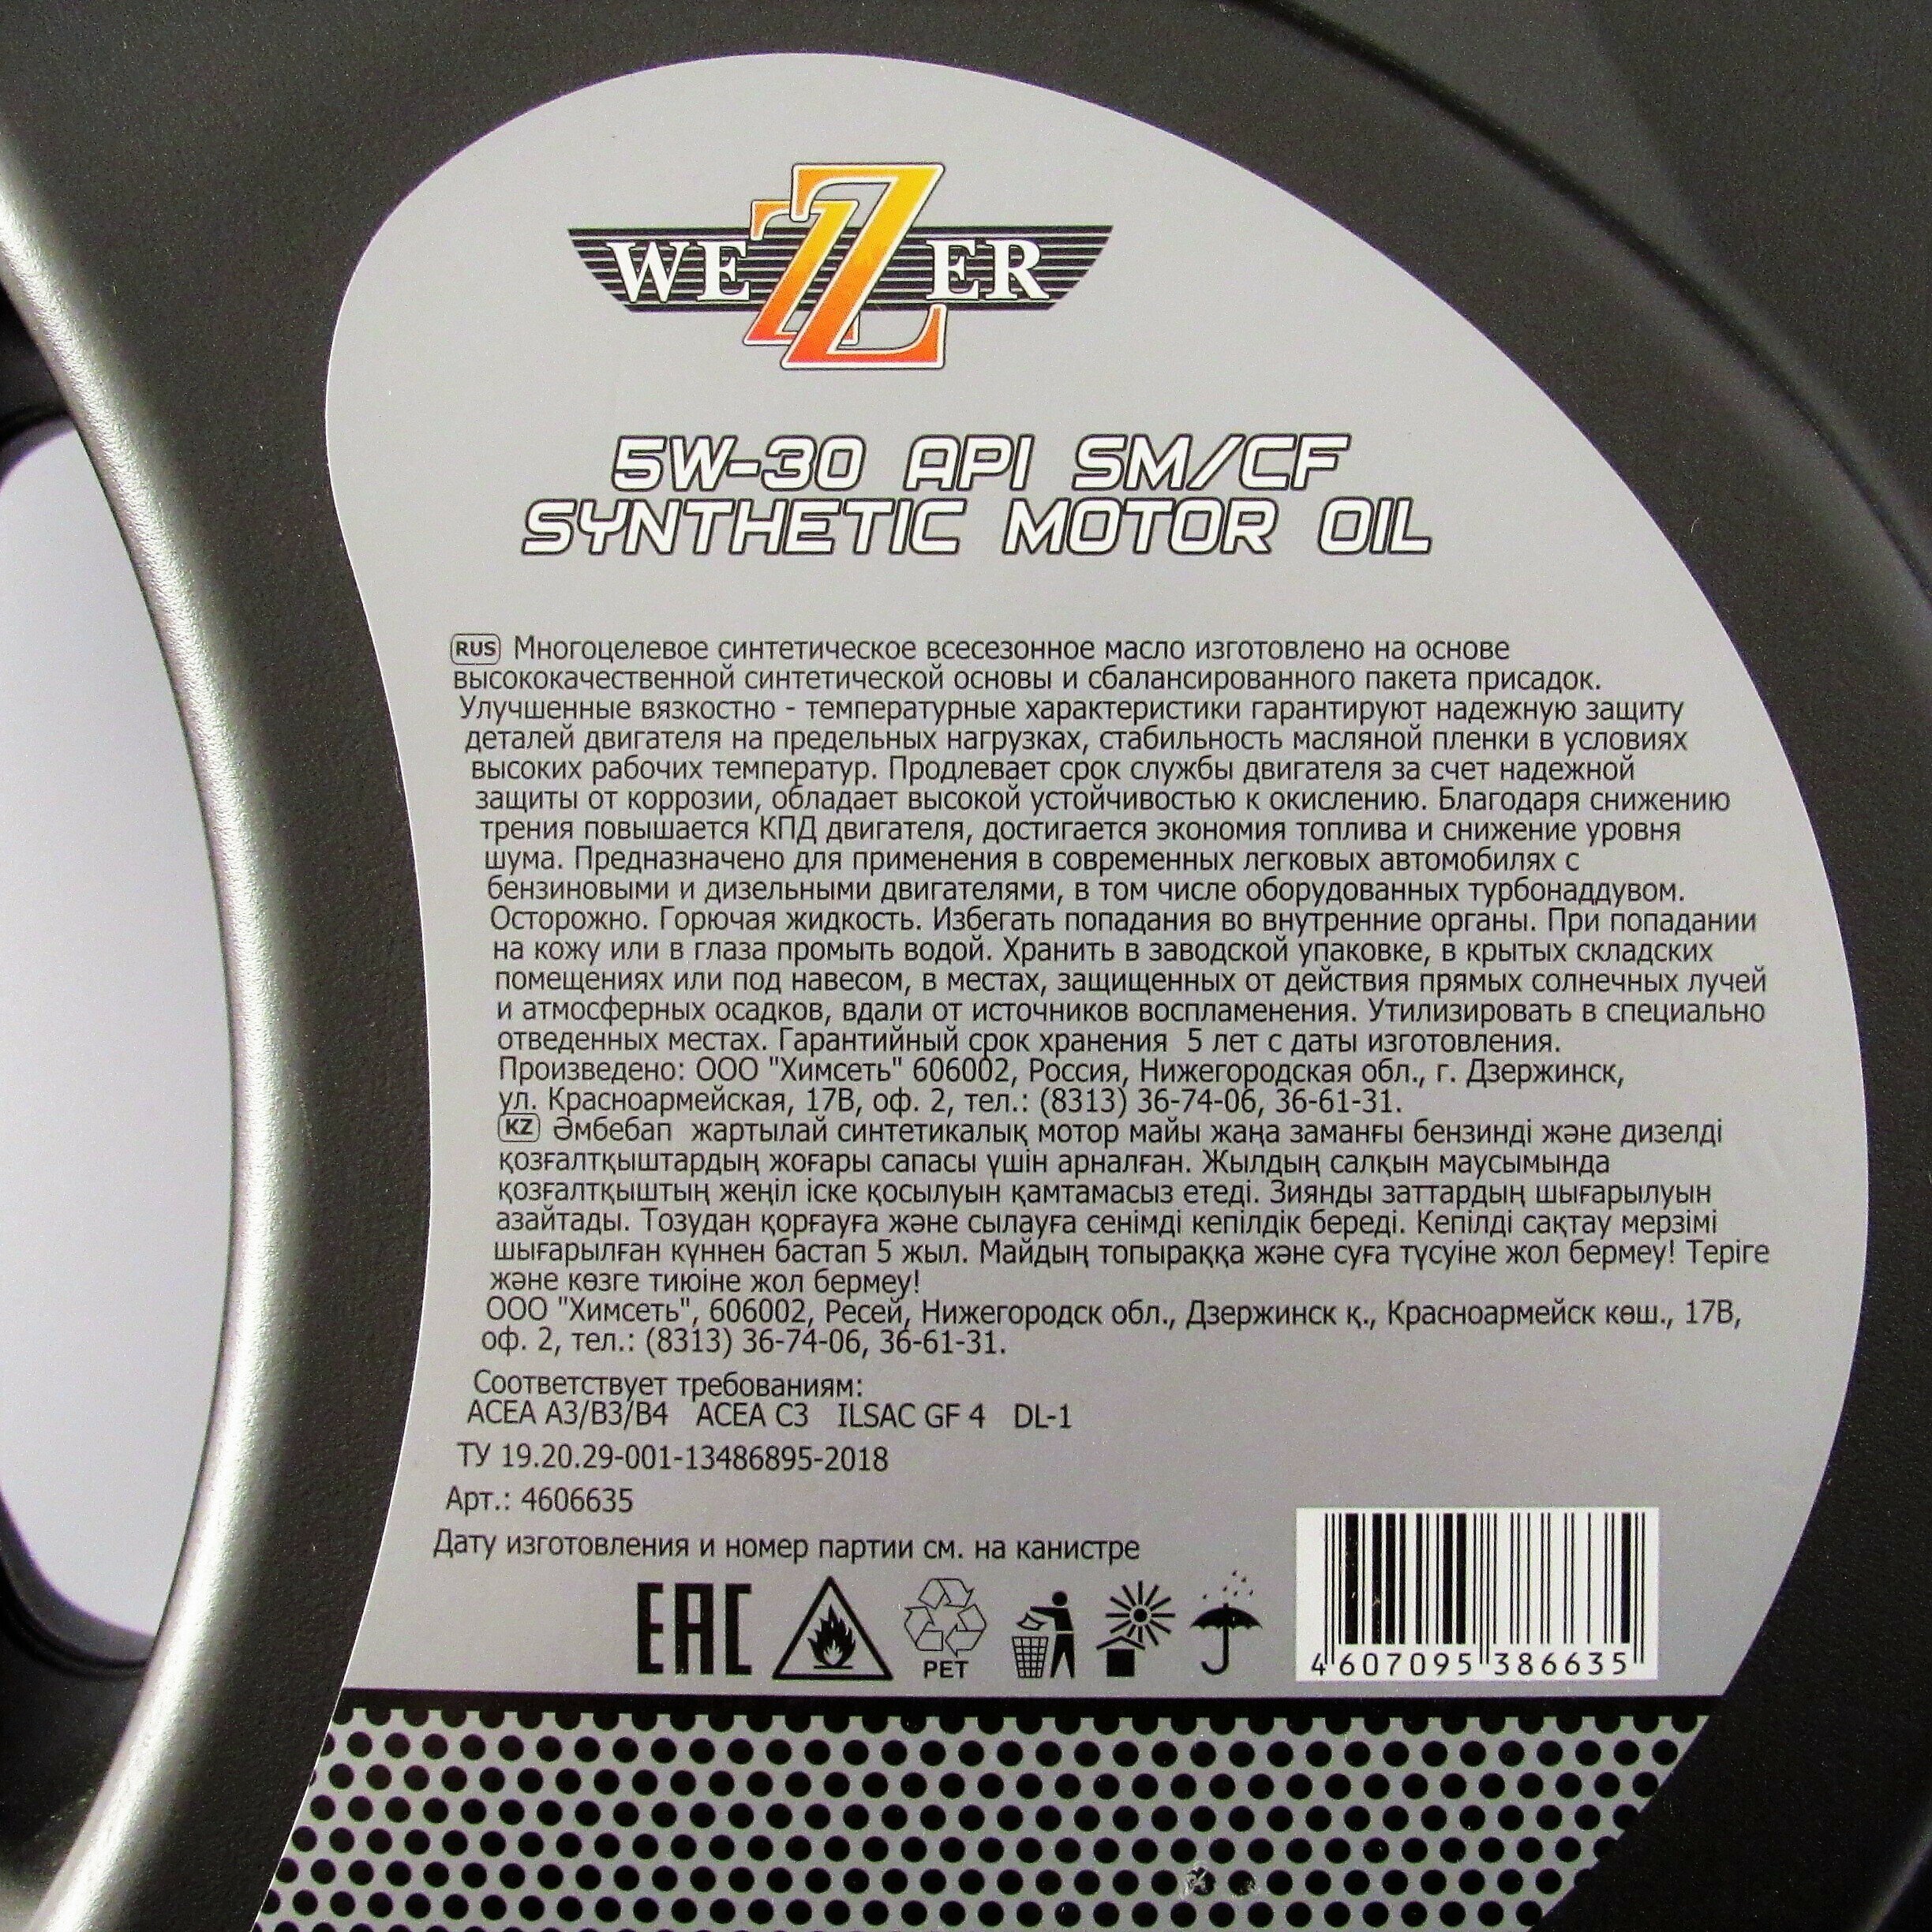 WEZZER
5W-30 API SM/CF
SYNTHETIC MOTOR OIL
RUS Многоцелевое синтетическое всесезонное масло изготовлено на основе
высококачественной синтетической основы и сбалансированного пакета присадок.
Улучшенные вязкостно - температурные характеристики гарантируют надежную защиту
деталей двигателя на предельных нагрузках, стабильность масляной пленки в условиях
высоких рабочих температур. Продлевает срок службы двигателя за счет надежной
защиты от коррозии, обладает высокой устойчивостью к окислению. Благодаря снижению
трения повышается КПД двигателя, достигается экономия топлива и снижение уровня
шума. Предназначено для применения в современных легковых автомобилях с
бензиновыми и дизельными двигателями, в том числе оборудованных турбонаддувом.
Осторожно. Горючая жидкость. Избегать попадания во внутренние органы. При попадании
на кожу или в глаза промыть водой. Хранить в заводской упаковке, в крытых складских
помещениях или под навесом, в местах, защищенных от действия прямых солнечных лучей
и атмосферных осадков, вдали от источников воспламенения. Утилизировать в специально
отведенных местах. Гарантийный срок хранения 5 лет с даты изготовления.
Произведено: ООО "Химсеть" 606002, Россия, Нижегородская обл., г. Дзержинск,
ул. Красноармейская, 17В, оф. 2, тел.: (8313) 36-74-06, 36-61-31.
KZ Әмбебап жартылай синтетикалық мотор майы жаңа заманғы бензинді және дизелді
қозғалтқыштардың жоғары сапасы үшін арналған. Жылдың салқын маусымында
қозғалтқыштың жеңіл іске қосылуын қамтамасыз етеді. Зиянды заттардың шығарылуын
азайтады. Тозудан қорғауға және сылауға сенімді кепілдік береді. Кепілді сақтау мерзімі
шығарылған күннен бастап 5 жыл. Майдың топыраққа және суға түсуіне жол бермеу! Теріге
және көзге тиюіне жол бермеу!
ООО "Химсеть", 606002, Ресей, Нижегородск обл., Дзержинск қ., Красноармейск көш., 17В,
оф. 2, тел.: (8313) 36-74-06, 36-61-31.
Соответствует требованиям:
ACEA A3/B3/B4 ACEA C3 ILSAC GF 4 DL-1
ТУ 19.20.29-001-13486895-2018
Арт.: 4606635
Дату изготовления и номер партии см. на канистре
EAC
PET
4 607095 386635